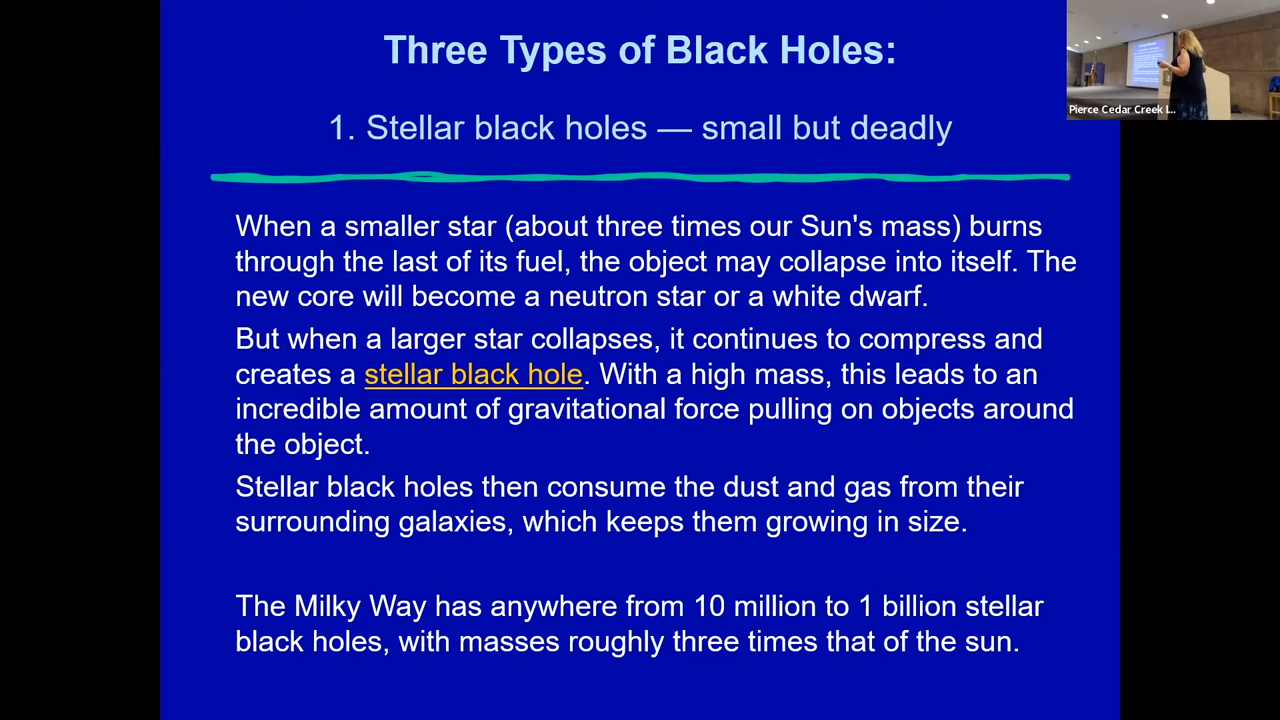 Three Types of Black Holes:
1. Stellar black holes — small but deadly
Pierce Cedar Creek I...
When a smaller star (about three times our Sun's mass) burns
through the last of its fuel, the object may collapse into itself. The
new core will become a neutron star or a white dwarf.
But when a larger star collapses, it continues to compress and
creates a stellar black hole. With a high mass, this leads to an
incredible amount of gravitational force pulling on objects around
the object.
Stellar black holes then consume the dust and gas from their
surrounding galaxies, which keeps them growing in size.
The Milky Way has anywhere from 10 million to 1 billion stellar
black holes, with masses roughly three times that of the sun.